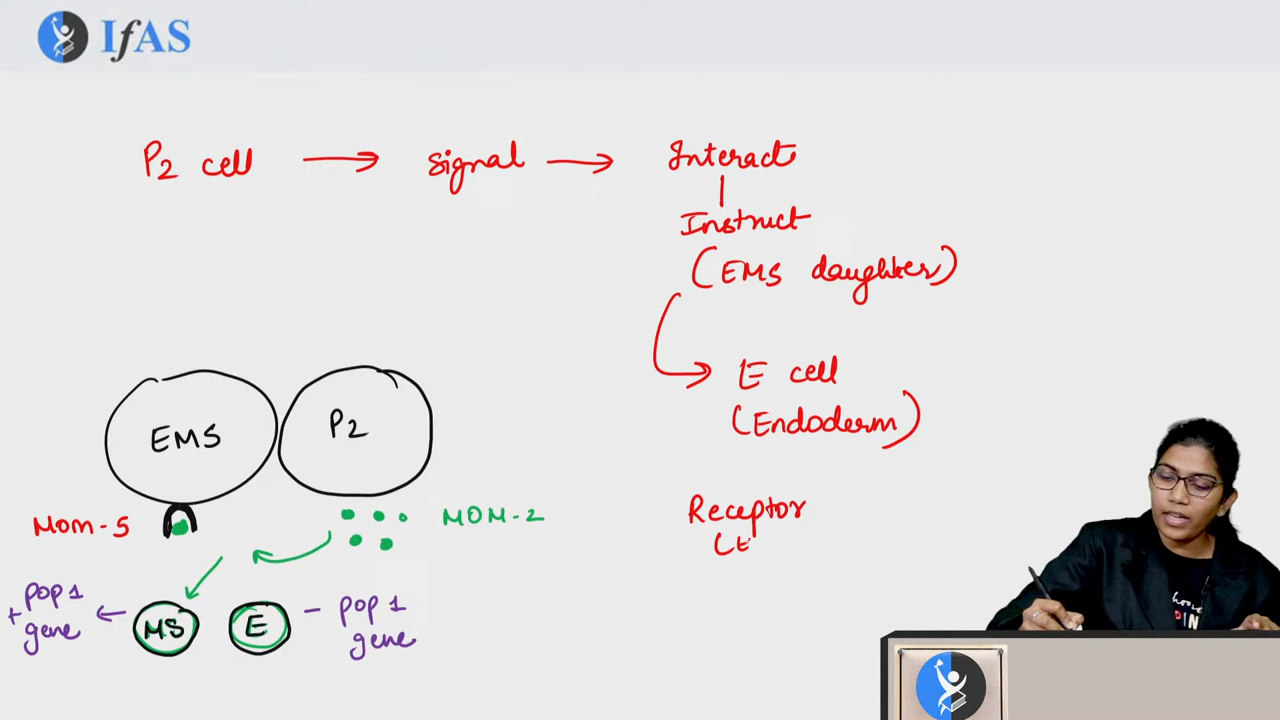 IfAS
P2 cell → signal → Interact
Instruct
(EMS daughter)
E cell
(Endoderm)
EMS P2
Receptor
(E
MOM-5 MOM-2
+ pop 1 gene ← MS E - pop 1 gene